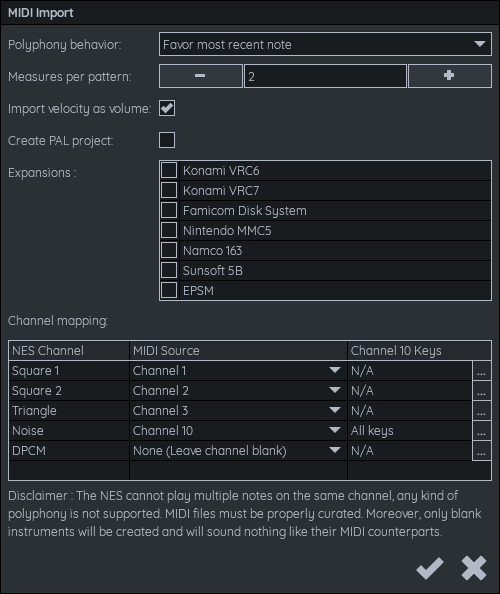 MIDI Import
Polyphony behavior: Favor most recent note
Measures per pattern: - 2 +
Import velocity as volume:
Create PAL project:
Expansions : Konami VRC6
Konami VRC7
Famicom Disk System
Nintendo MMC5
Namco 163
Sunsoft 5B
EPSM
Channel mapping:
NES Channel MIDI Source Channel 10 Keys
Square 1 Channel 1 N/A ...
Square 2 Channel 2 N/A ...
Triangle Channel 3 N/A ...
Noise Channel 10 All keys ...
DPCM None (Leave channel blank) N/A ...
Disclaimer : The NES cannot play multiple notes on the same channel, any kind of
polyphony is not supported. MIDI files must be properly curated. Moreover, only blank
instruments will be created and will sound nothing like their MIDI counterparts.